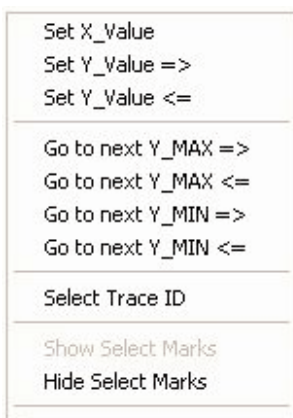 Set X_Value
Set Y_Value =>
Set Y_Value <=
Go to next Y_MAX =>
Go to next Y_MAX <=
Go to next Y_MIN =>
Go to next Y_MIN <=
Select Trace ID
Show Select Marks
Hide Select Marks